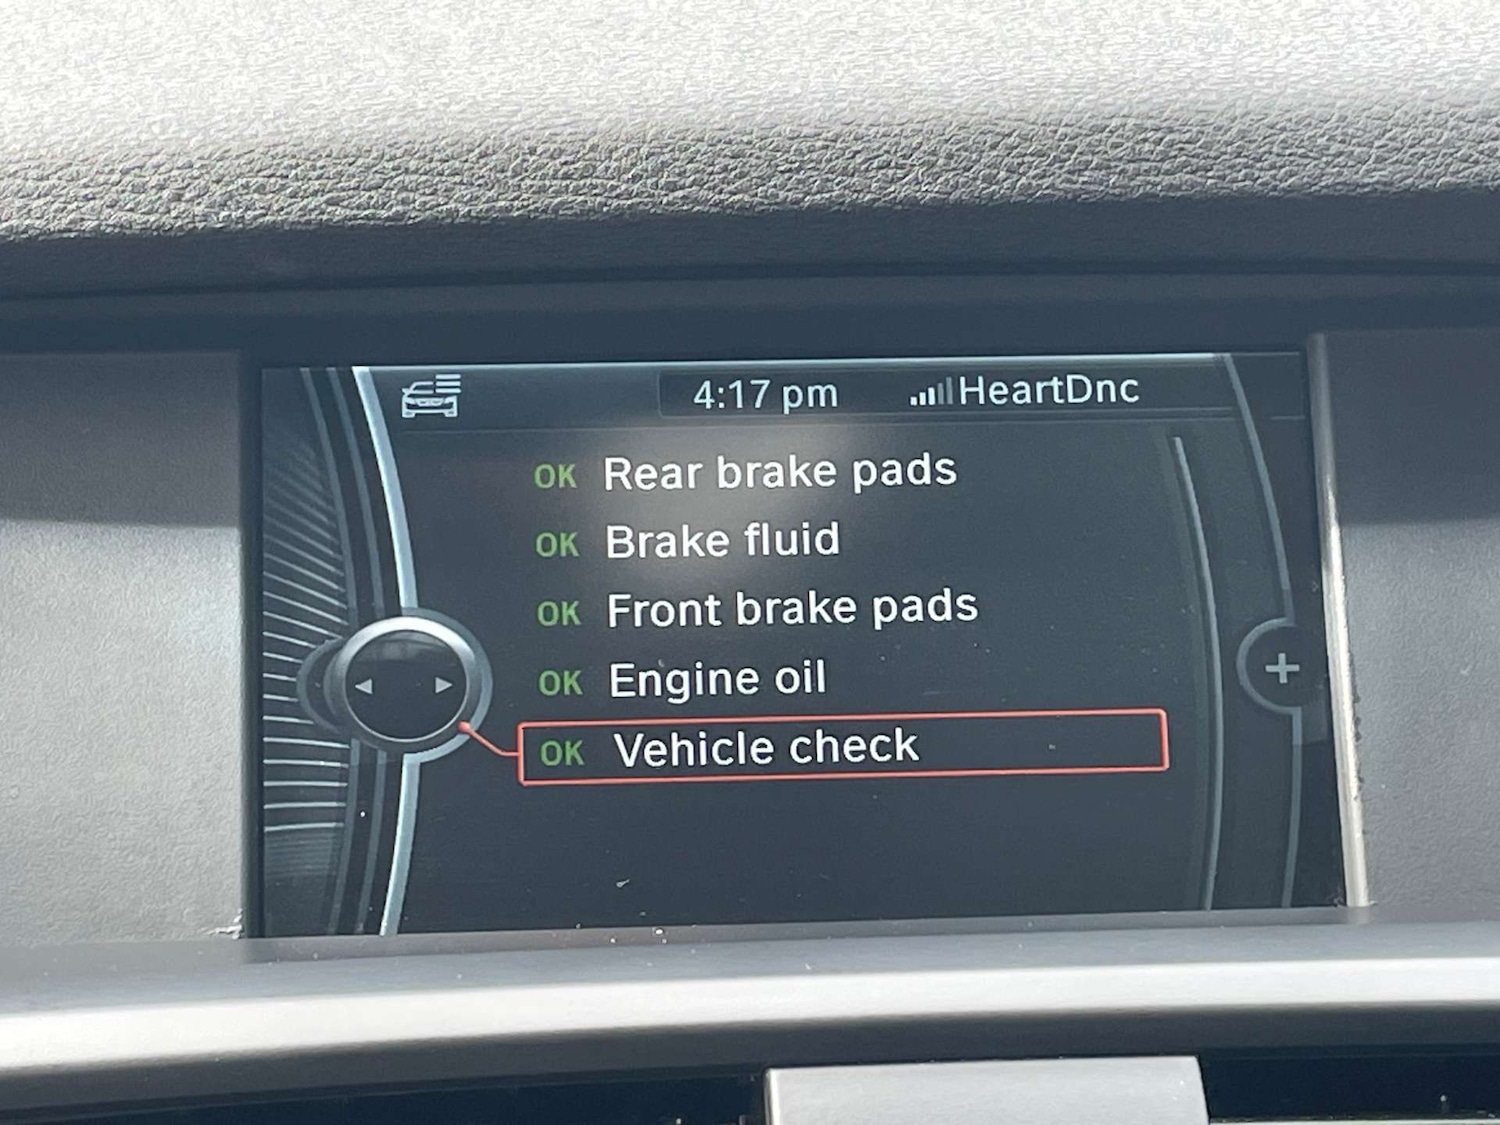 4:17 pm HeartDnc
OK Rear brake pads
OK Brake fluid
OK Front brake pads
OK Engine oil
OK Vehicle check
+